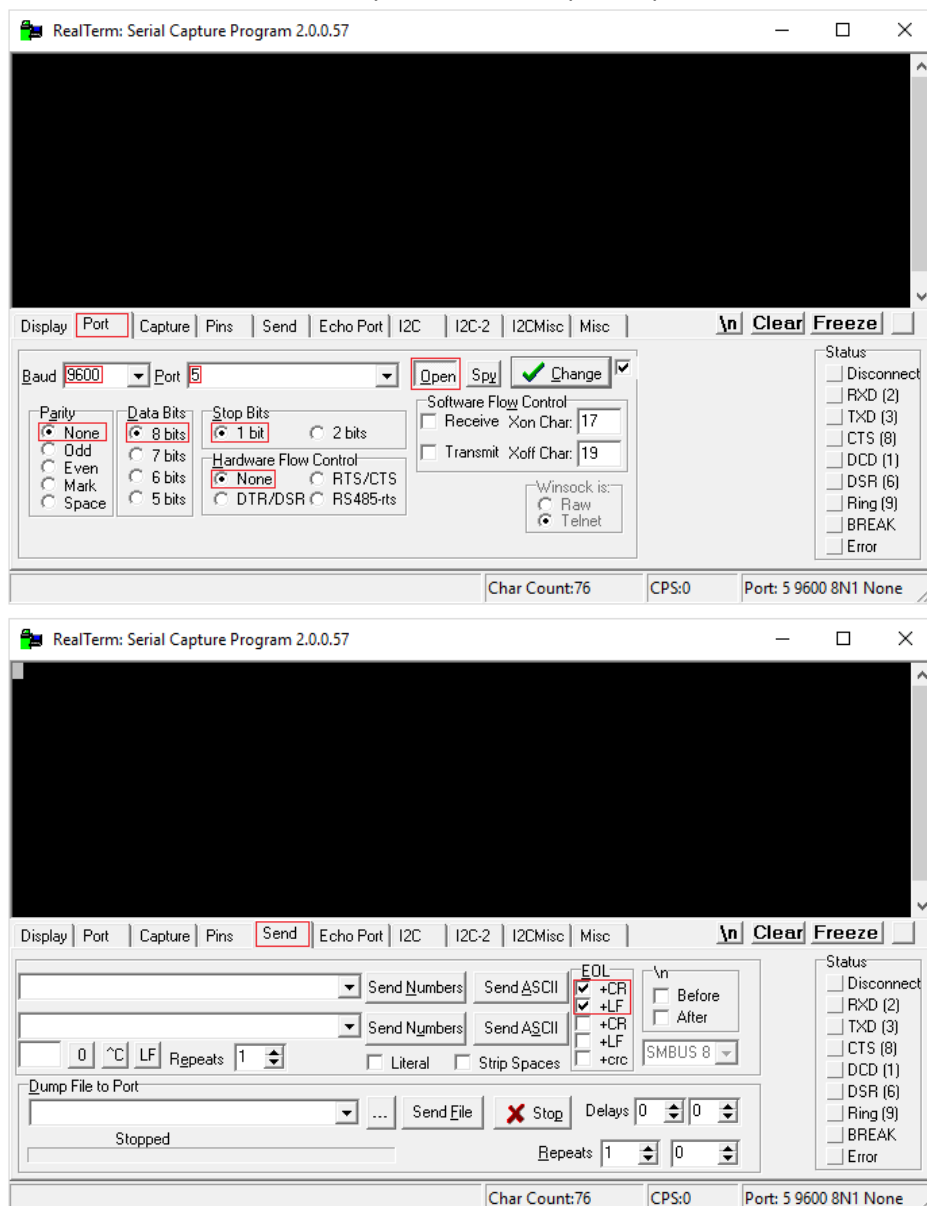 RealTerm: Serial Capture Program 2.0.0.57
Display Port Capture Pins Send Echo Port I2C I2C-2 I2CMisc Misc \n Clear Freeze
Baud 9600 Port 5 Open Spy Change
Status
Disconnect
RXD (2)
TXD (3)
CTS (8)
DCD (1)
DSR (6)
Ring (9)
BREAK
Error
Parity
None
Odd
Even
Mark
Space
Data Bits
8 bits
7 bits
6 bits
5 bits
Stop Bits
1 bit 2 bits
Hardware Flow Control
None RTS/CTS
DTR/DSR RS485-rts
Software Flow Control
Receive Xon Char: 17
Transmit Xoff Char: 19
Winsock is:
Raw
Telnet
Char Count:76 CPS:0 Port: 5 9600 8N1 None
RealTerm: Serial Capture Program 2.0.0.57
Display Port Capture Pins Send Echo Port I2C I2C-2 I2CMisc Misc \n Clear Freeze
Send Numbers Send ASCII
Send Numbers Send ASCII
0 ^C LF Repeats 1 Literal Strip Spaces
EOL
+CR
+LF
+CR
+LF
+crc
\n
Before
After
SMBUS 8
Status
Disconnect
RXD (2)
TXD (3)
CTS (8)
DCD (1)
DSR (6)
Ring (9)
BREAK
Error
Dump File to Port
... Send File Stop Delays 0 0
Stopped
Repeats 1 0
Char Count:76 CPS:0 Port: 5 9600 8N1 None